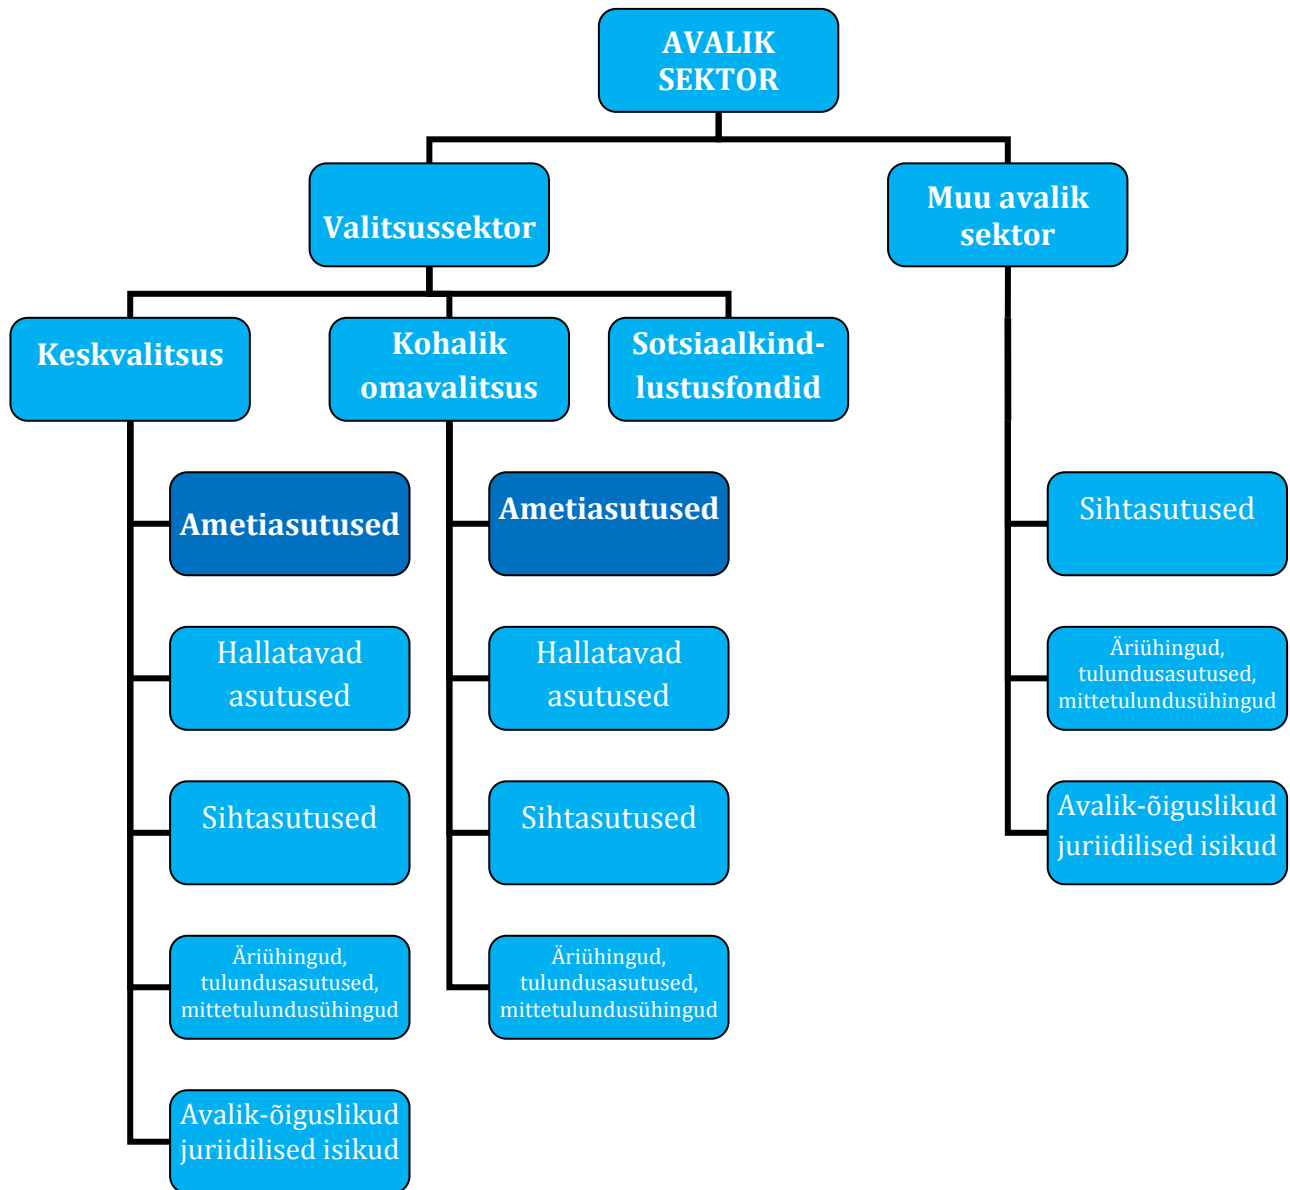 AVALIK
SEKTOR
Valitsussektor
Muu avalik
sektor
Keskvalitsus
Kohalik
omavalitsus
Sotsiaalkind-
lustusfondid
Ametiasutused
Hallatavad
asutused
Sihtasutused
Äriühingud,
tulundusasutused,
mittetulundusühingud
Avalik-õiguslikud
juriidilised isikud
Ametiasutused
Hallatavad
asutused
Sihtasutused
Äriühingud,
tulundusasutused,
mittetulundusühingud
Sihtasutused
Äriühingud,
tulundusasutused,
mittetulundusühingud
Avalik-õiguslikud
juriidilised isikud